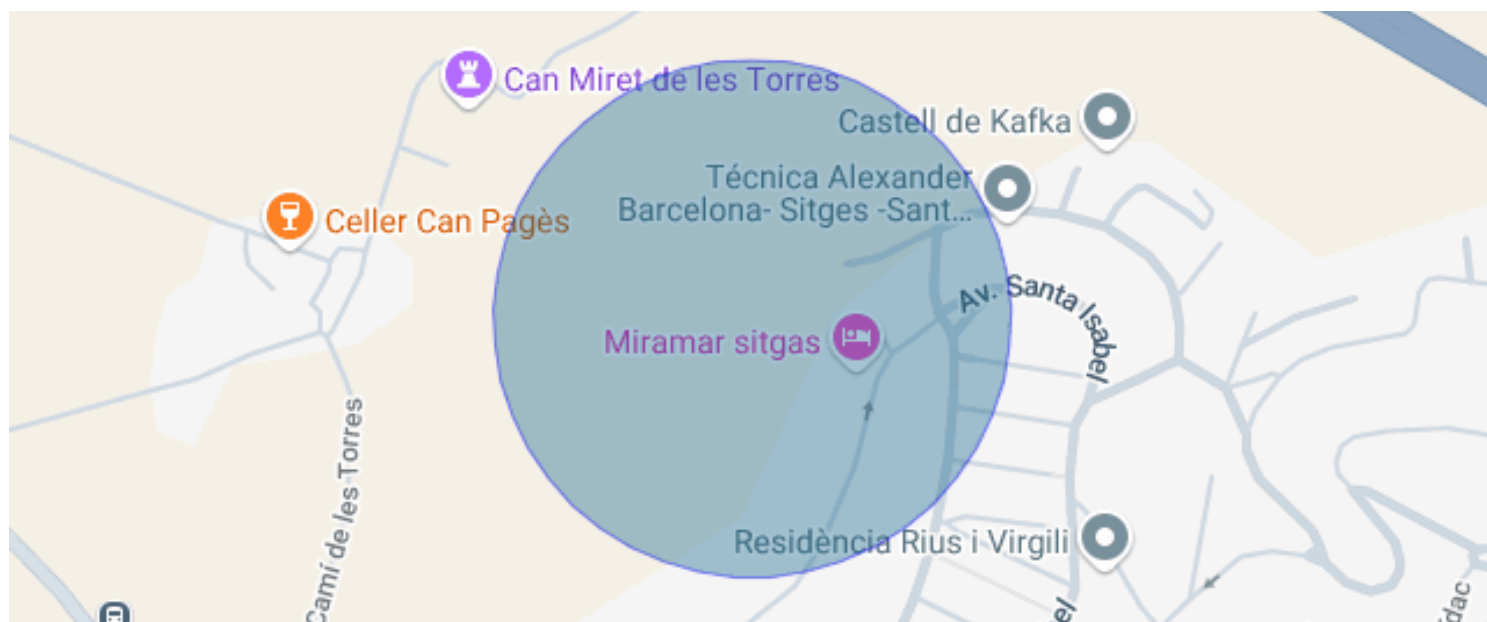 Can Miret de les Torres
Castell de Kafka
Técnica Alexander
Barcelona- Sitges -Sant...
Celler Can Pagès
Av. Santa Isabel
Miramar sitgas
Camí de les Torres
Residència Rius i Virgili